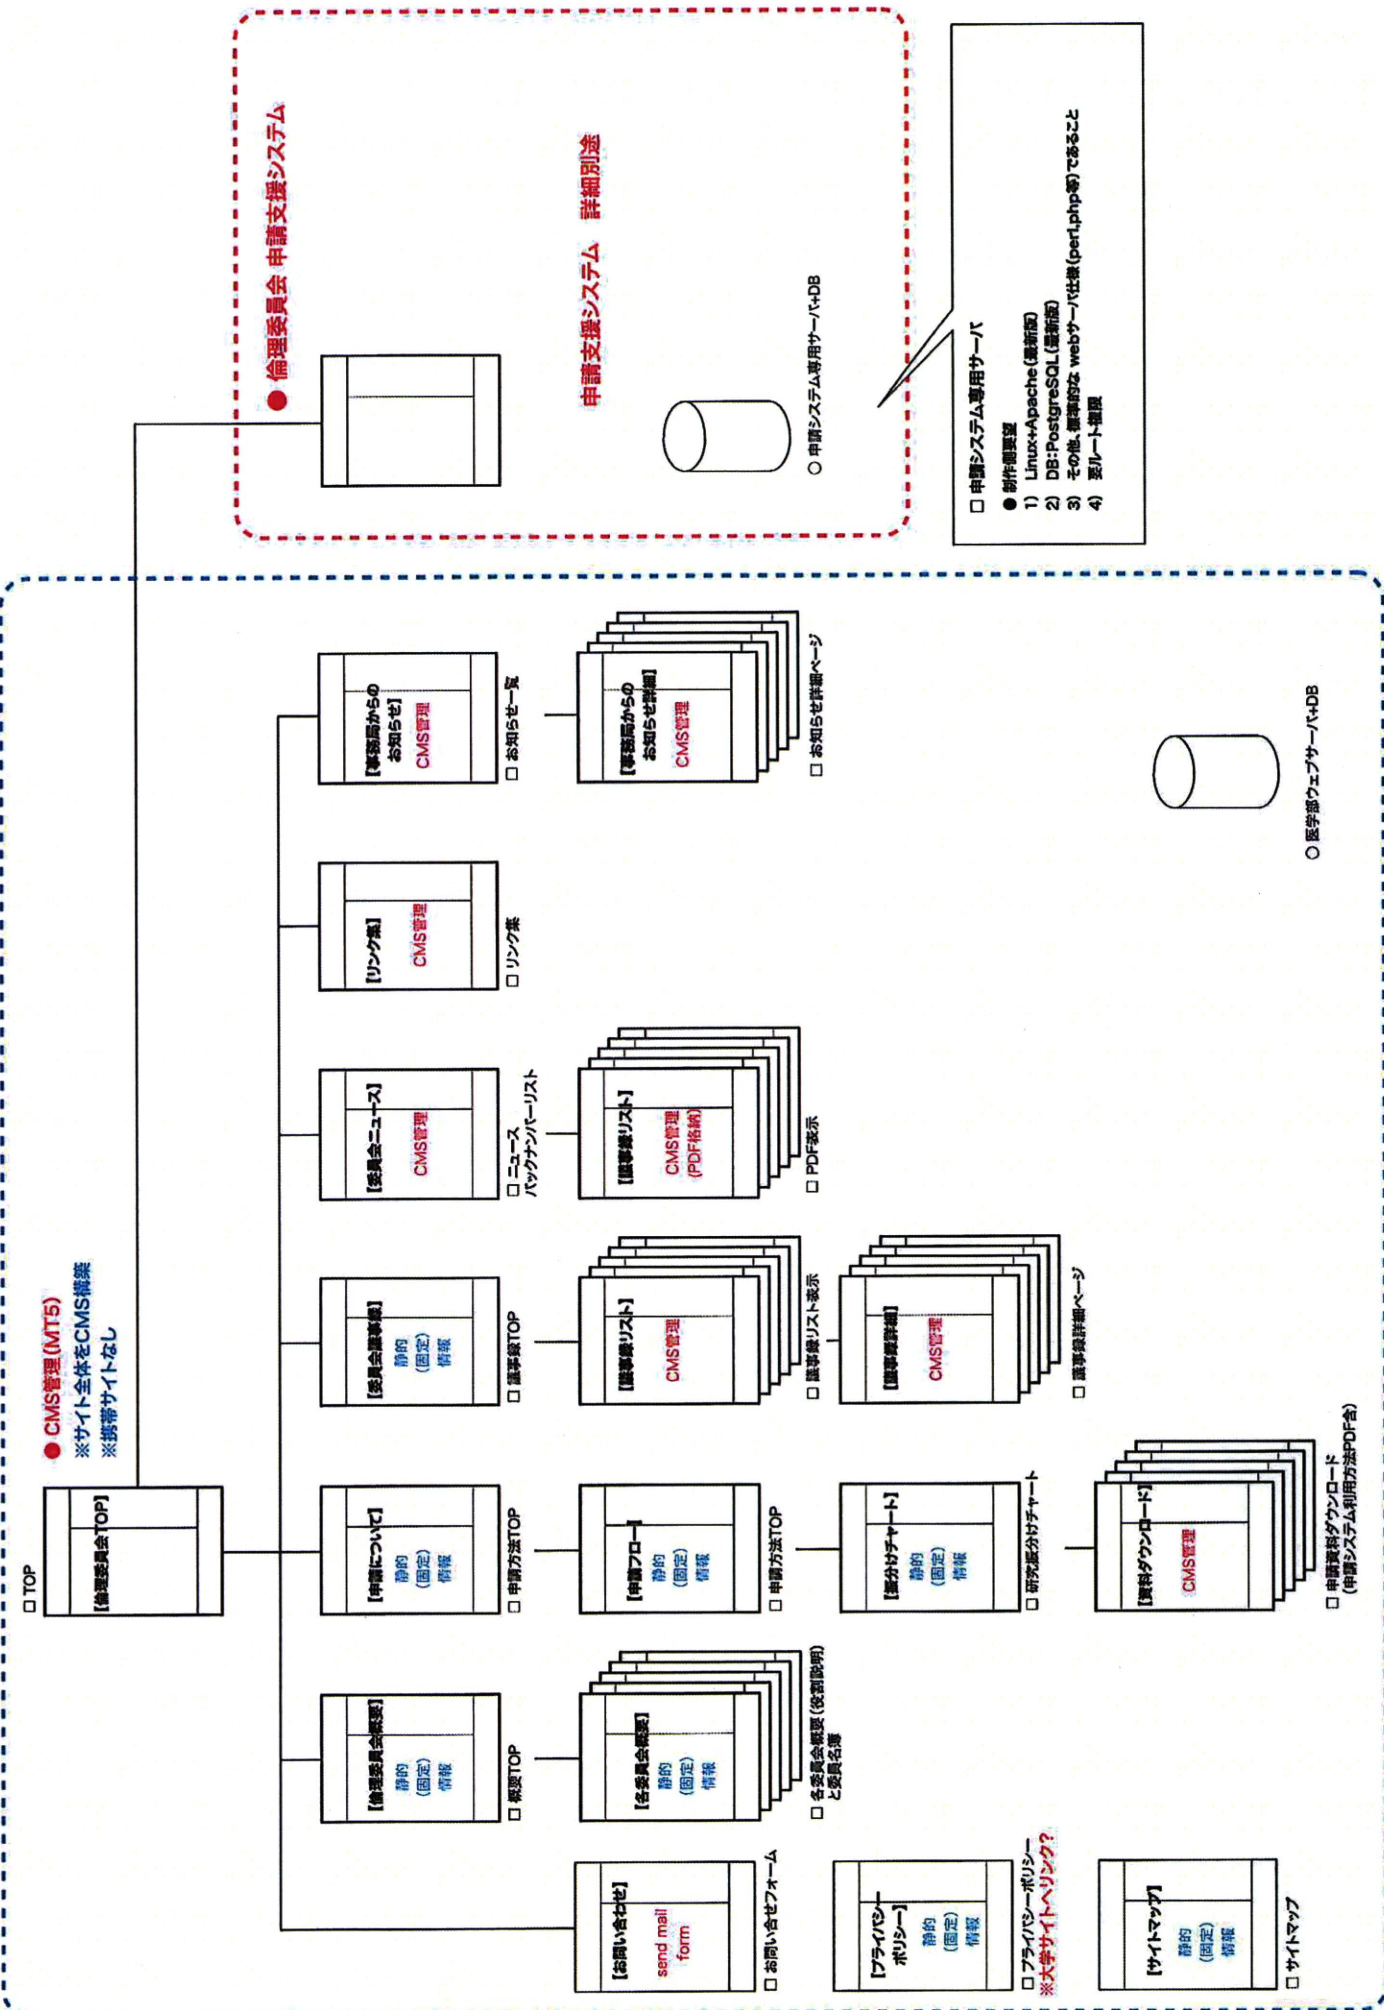 □ TOP
【倫理委員会TOP】
● CMS管理(MT5)
※サイト全体をCMS構築
※携帯サイトなし
【お問い合わせ】
send mail
form
□ お問い合せフォーム
【プライバシー
ポリシー】
静的
(固定)
情報
□ プライバシーポリシー
※大学サイトへリンク?
【サイトマップ】
静的
(固定)
情報
□ サイトマップ
【倫理委員会概要】
静的
(固定)
情報
□ 概要TOP
【各委員会概要】
静的
(固定)
情報
□ 各委員会概要(役割説明)
と委員名簿
【申請について】
静的
(固定)
情報
□ 申請方法TOP
【申請フロー】
静的
(固定)
情報
□ 申請方法TOP
【振分けチャート】
静的
(固定)
情報
□ 研究振分けチャート
【資料ダウンロード】
CMS管理
□ 申請資料ダウンロード
(申請システム利用方法PDF含)
【委員会議事録】
静的
(固定)
情報
□ 議事録TOP
【議事録リスト】
CMS管理
□ 議事録リスト表示
【議事録詳細】
CMS管理
□ 議事録詳細ページ
【委員会ニュース】
CMS管理
□ ニュース
バックナンバーリスト
【議事録リスト】
CMS管理
(PDF格納)
□ PDF表示
【リンク集】
CMS管理
□ リンク集
【事務局からの
お知らせ】
CMS管理
□ お知らせ一覧
【事務局からの
お知らせ詳細】
CMS管理
□ お知らせ詳細ページ
○ 医学部ウェブサーバ+DB
● 倫理委員会 申請支援システム
申請支援システム 詳細別途
○ 申請システム専用サーバ+DB
□ 申請システム専用サーバ
● 制作側要望
1) Linux+Apache(最新版)
2) DB:PostgreSQL(最新版)
3) その他、標準的な webサーバ仕様(perl,php等)であること
4) 要ルート権限